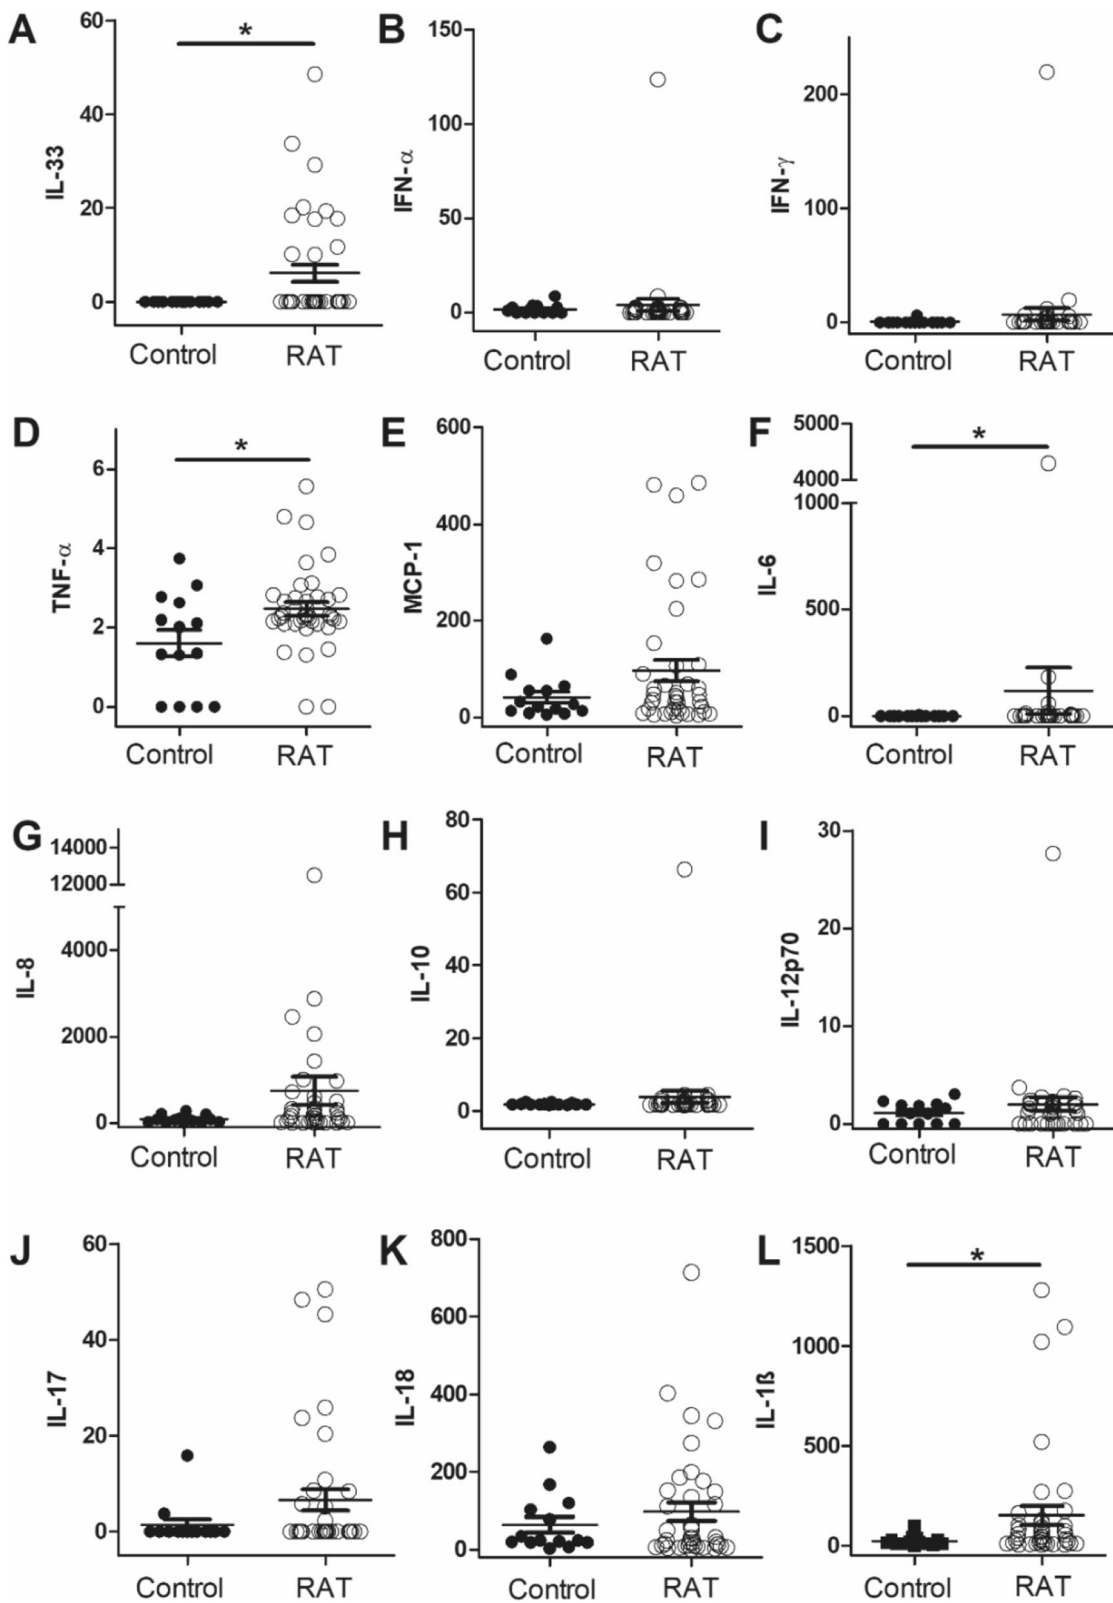 A
IL-33
60
40
20
0
*
Control
RAT
B
IFN-α
150
100
50
0
Control
RAT
C
IFN-γ
200
100
0
Control
RAT
D
TNF-α
6
4
2
0
*
Control
RAT
E
MCP-1
600
400
200
0
Control
RAT
F
IL-6
5000
4000
1000
500
0
*
Control
RAT
G
IL-8
14000
12000
4000
2000
0
Control
RAT
H
IL-10
80
60
40
20
0
Control
RAT
I
IL-12p70
30
20
10
0
Control
RAT
J
IL-17
60
40
20
0
Control
RAT
K
IL-18
800
600
400
200
0
Control
RAT
L
IL-1ß
1500
1000
500
0
*
Control
RAT